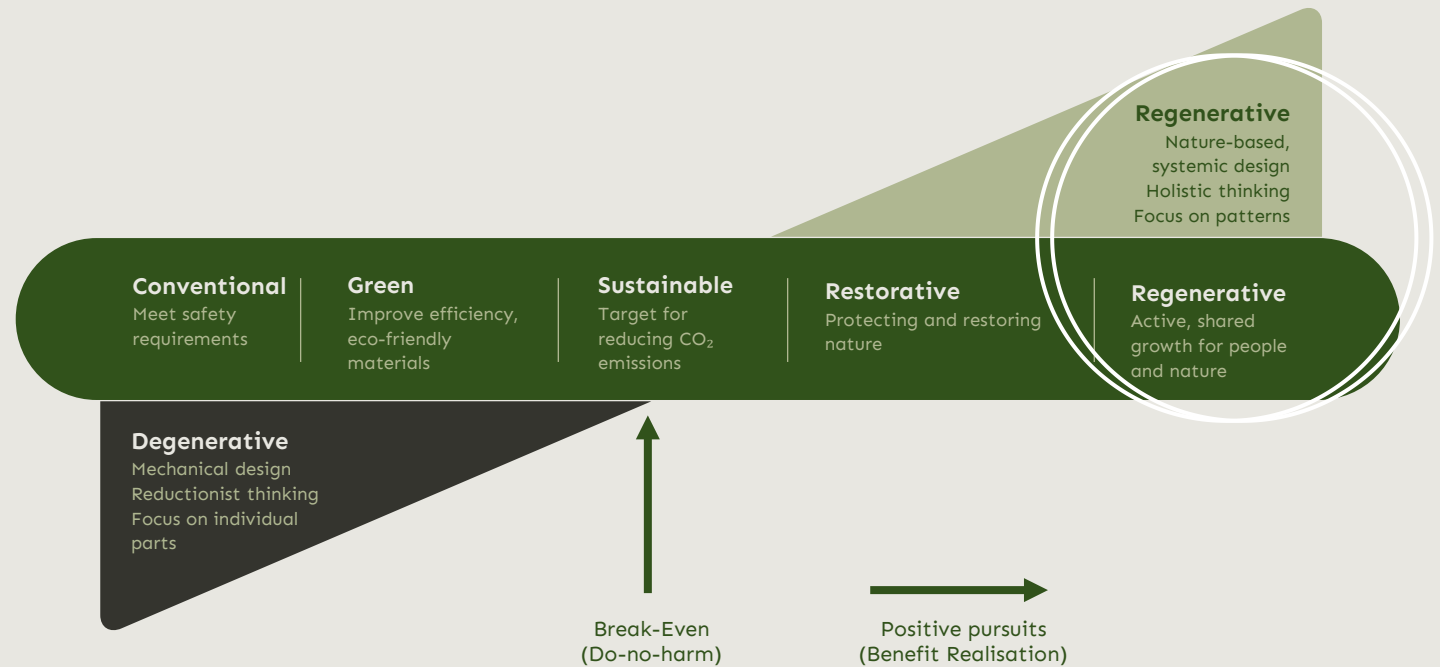 Regenerative
Nature-based,
systemic design
Holistic thinking
Focus on patterns
Conventional
Meet safety
requirements
Green
Improve efficiency,
eco-friendly
materials
Sustainable
Target for
reducing CO₂
emissions
Restorative
Protecting and restoring
nature
Regenerative
Active, shared
growth for people
and nature
Degenerative
Mechanical design
Reductionist thinking
Focus on individual
parts
Break-Even
(Do-no-harm)
Positive pursuits
(Benefit Realisation)